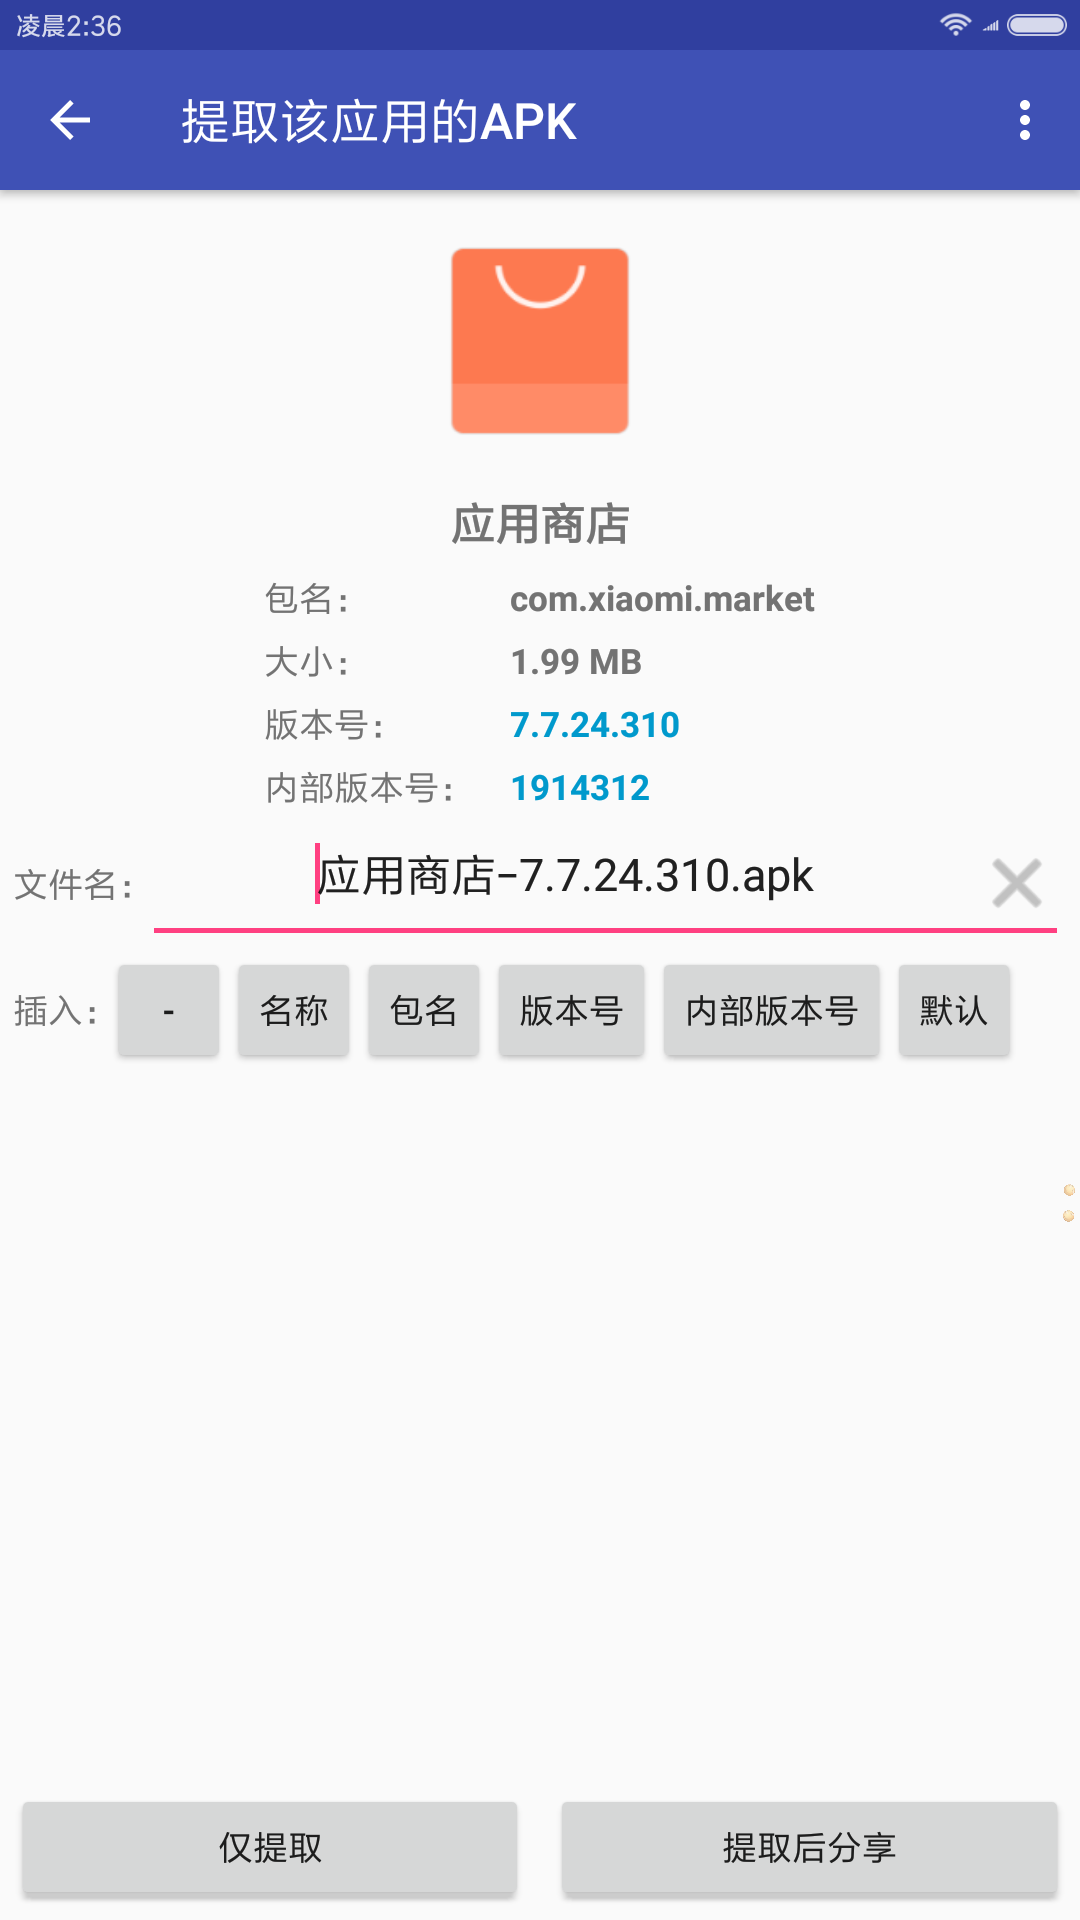 凌晨2:36
提取该应用的APK
应用商店
包名: com.xiaomi.market
大小: 1.99 MB
版本号: 7.7.24.310
内部版本号: 1914312
文件名: 应用商店-7.7.24.310.apk
插入: - 名称 包名 版本号 内部版本号 默认
仅提取 提取后分享